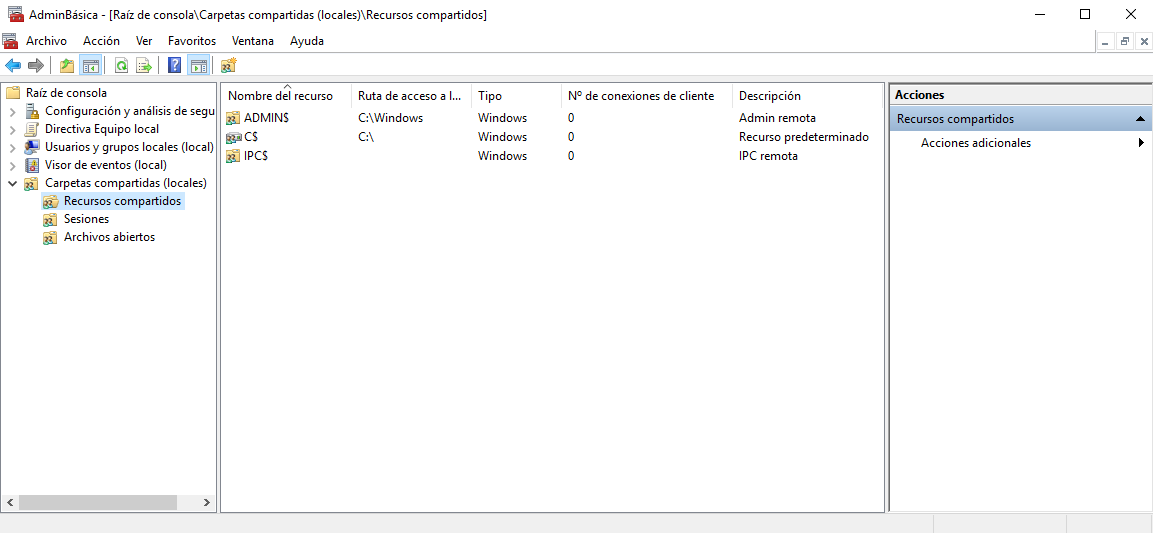 AdminBásica - [Raíz de consola\Carpetas compartidas (locales)\Recursos compartidos]
Archivo Acción Ver Favoritos Ventana Ayuda
Raíz de consola
Configuración y análisis de segu
Directiva Equipo local
Usuarios y grupos locales (local)
Visor de eventos (local)
Carpetas compartidas (locales)
Recursos compartidos
Sesiones
Archivos abiertos
Nombre del recurso Ruta de acceso a l... Tipo Nº de conexiones de cliente Descripción
ADMIN$ C:\Windows Windows 0 Admin remota
C$ C:\ Windows 0 Recurso predeterminado
IPC$ Windows 0 IPC remota
Acciones
Recursos compartidos
Acciones adicionales